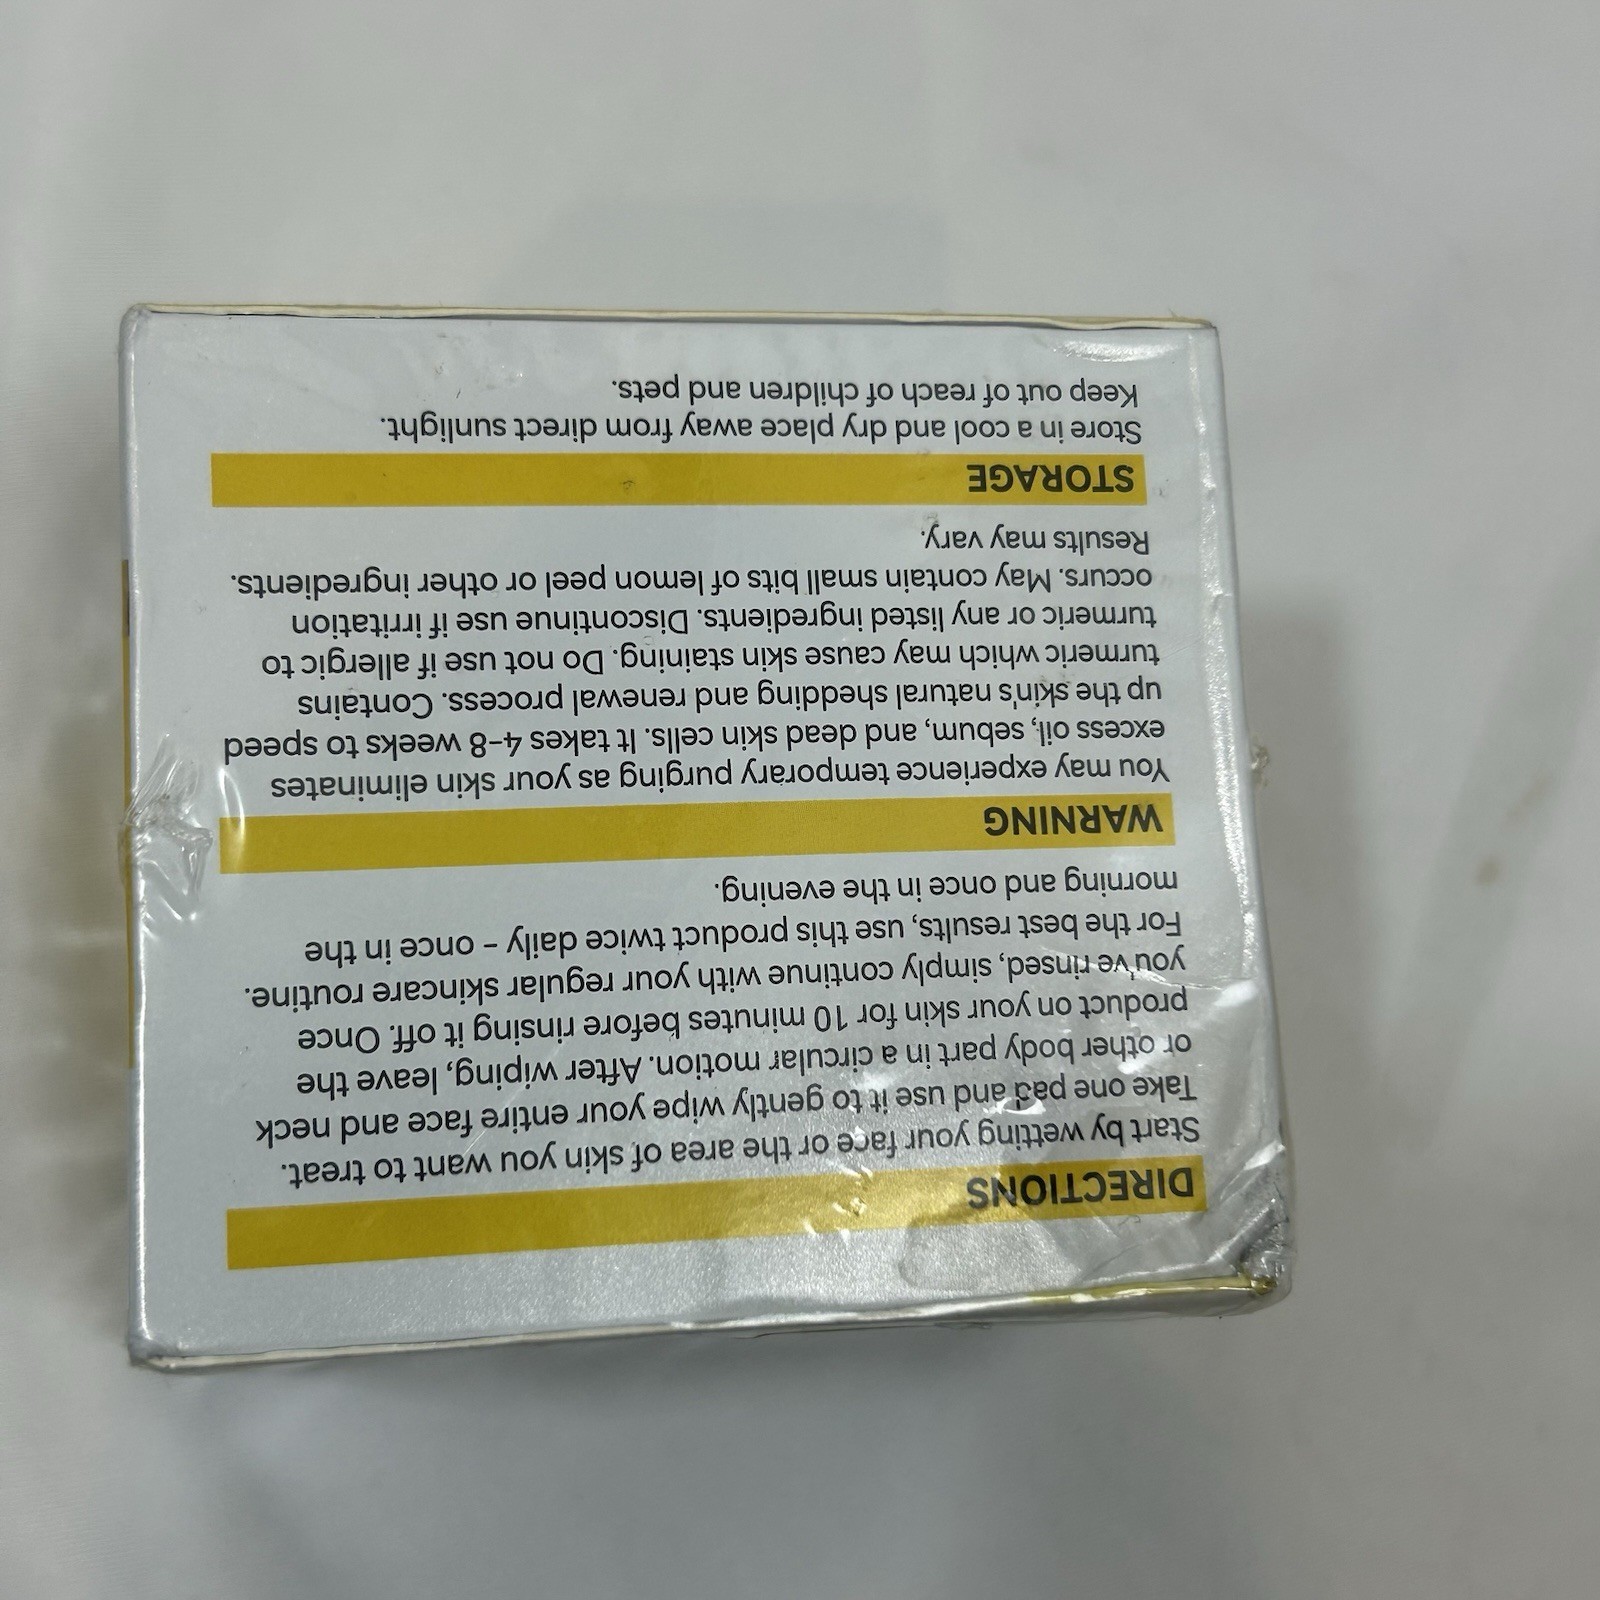 DIRECTIONS
Start by wetting your face or the area of skin you want to treat.
Take one pad and use it to gently wipe your entire face and neck
or other body part in a circular motion. After wiping, leave the
product on your skin for 10 minutes before rinsing it off. Once
you've rinsed, simply continue with your regular skincare routine.
For the best results, use this product twice daily - once in the
morning and once in the evening.
WARNING
You may experience temporary purging as your skin eliminates
excess oil, sebum, and dead skin cells. It takes 4-8 weeks to speed
up the skin's natural shedding and renewal process. Contains
turmeric which may cause skin staining. Do not use if allergic to
turmeric or any listed ingredients. Discontinue use if irritation
occurs. May contain small bits of lemon peel or other ingredients.
Results may vary.
STORAGE
Store in a cool and dry place away from direct sunlight.
Keep out of reach of children and pets.